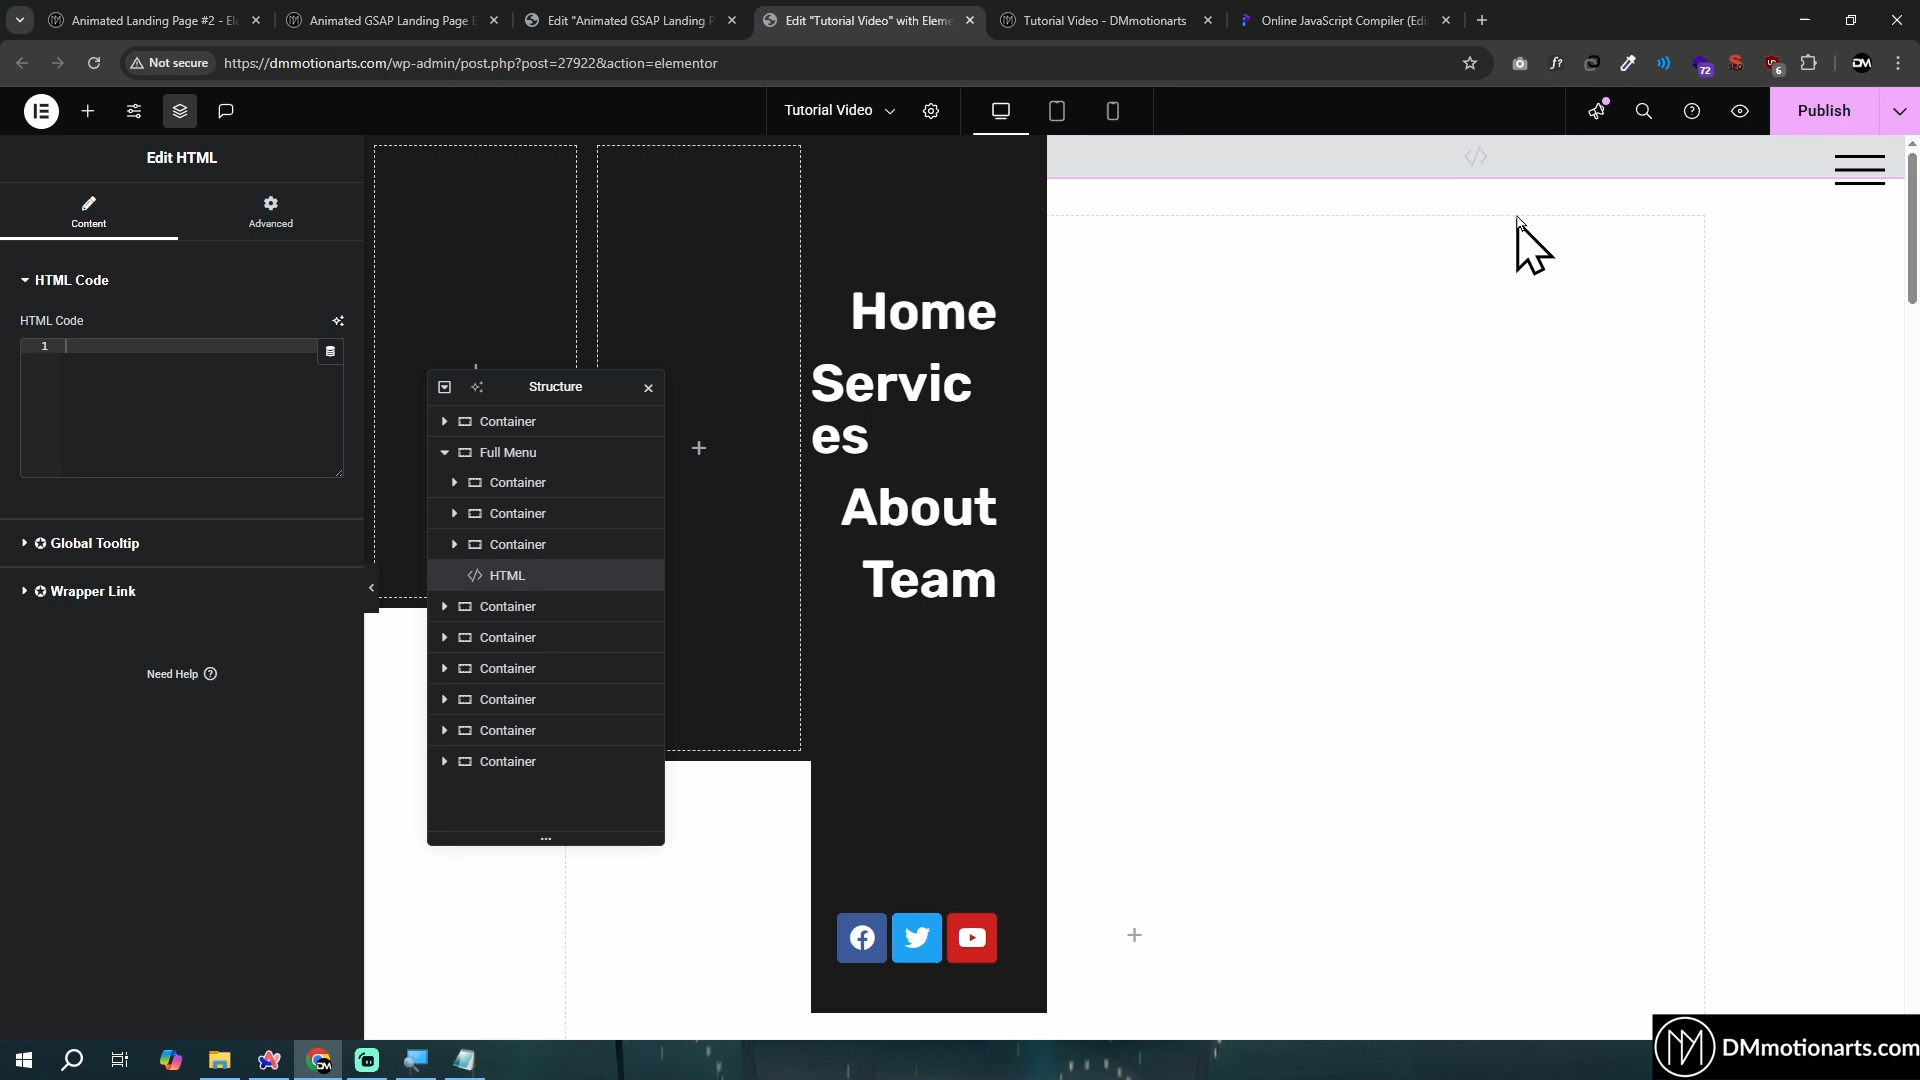 Animated Landing Page #2 - El
Animated GSAP Landing Page E
Edit "Animated GSAP Landing P
Edit "Tutorial Video" with Eleme
Tutorial Video - DMmotionarts
Online JavaScript Compiler (Edi
Not secure
https://dmmotionarts.com/wp-admin/post.php?post=27922&action=elementor
72
6
Tutorial Video
Publish
Edit HTML
Content
Advanced
HTML Code
HTML Code
1
Global Tooltip
Wrapper Link
Need Help
Structure
Container
Full Menu
Container
Container
Container
HTML
Container
Container
Container
Container
Container
Container
Home
Servic
es
About
Team
DMmotionarts.com